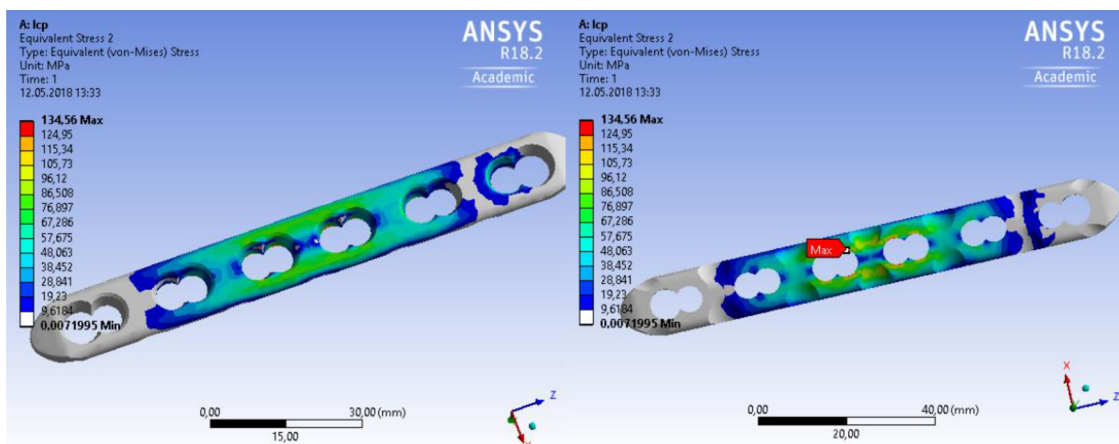 A: lcp
Equivalent Stress 2
Type: Equivalent (von-Mises) Stress
Unit: MPa
Time: 1
12.05.2018 13:33
ANSYS
R18.2
Academic
134,56 Max
124,95
115,34
105,73
96,12
86,508
76,897
67,286
57,675
48,063
38,452
28,841
19,23
9,6184
0,0071995 Min
0,00
30,00 (mm)
15,00
Z
A: lcp
Equivalent Stress 2
Type: Equivalent (von-Mises) Stress
Unit: MPa
Time: 1
12.05.2018 13:33
ANSYS
R18.2
Academic
134,56 Max
124,95
115,34
105,73
96,12
86,508
76,897
67,286
57,675
48,063
38,452
28,841
19,23
9,6184
0,0071995 Min
Max
0,00
40,00 (mm)
20,00
X
Z